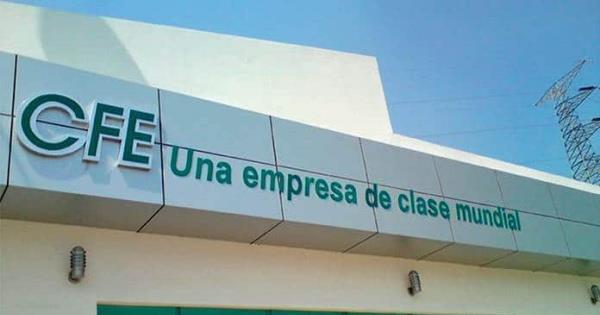 CFE Una empresa de clase mundial